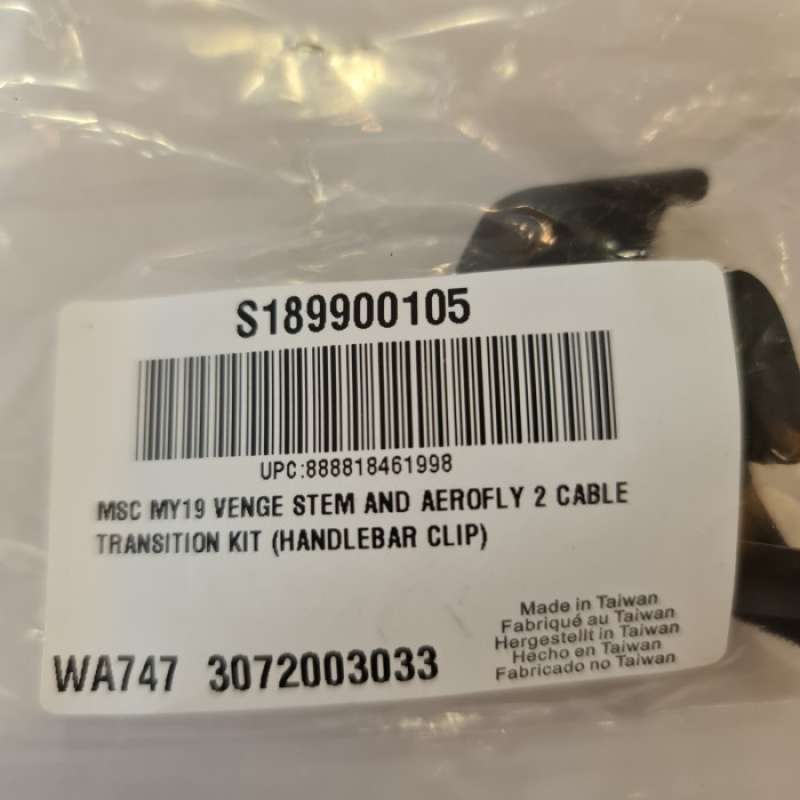 S189900105
UPC:888818461998
MSC MY19 VENGE STEM AND AEROFLY 2 CABLE
TRANSITION KIT (HANDLEBAR CLIP)
Made in Taiwan
Fabriqué au Taiwan
Hergestellt in Taiwan
Hecho en Taiwan
Fabricado no Taiwan
WA747 3072003033